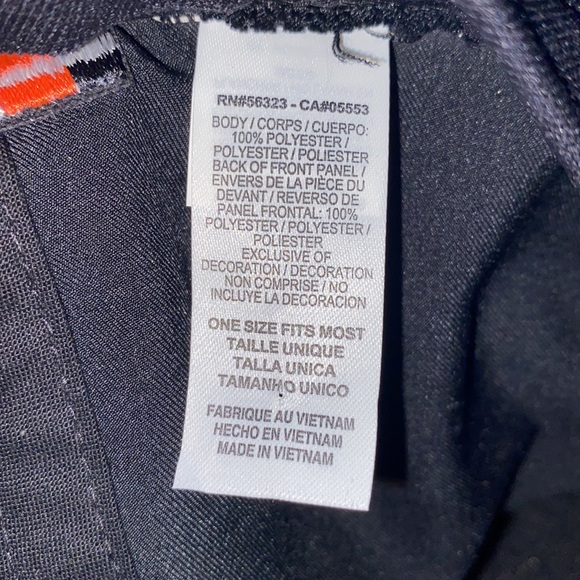 RN#56323 - CA#05553
BODY / CORPS / CUERPO:
100% POLYESTER /
POLYESTER / POLIESTER
BACK OF FRONT PANEL /
ENVERS DE LA PIÈCE DU
DEVANT / REVERSO DE
PANEL FRONTAL: 100%
POLYESTER / POLYESTER /
POLIESTER
EXCLUSIVE OF
DECORATION / DECORATION
NON COMPRISE / NO
INCLUYE LA DECORACION
ONE SIZE FITS MOST
TAILLE UNIQUE
TALLA UNICA
TAMANHO UNICO
FABRIQUE AU VIETNAM
HECHO EN VIETNAM
MADE IN VIETNAM